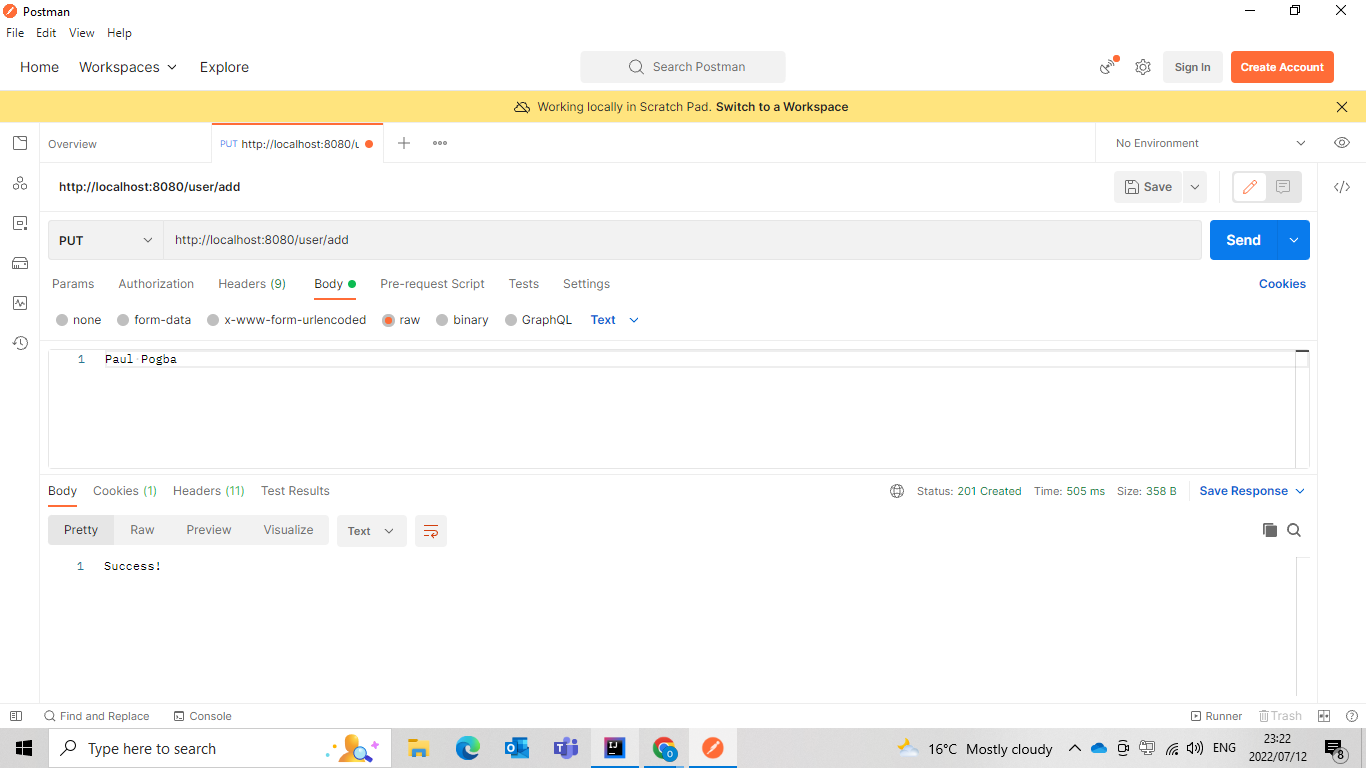 Postman
File Edit View Help
Home Workspaces Explore Search Postman Sign In Create Account
Working locally in Scratch Pad. Switch to a Workspace
Overview PUT http://localhost:8080/u No Environment
http://localhost:8080/user/add Save
PUT http://localhost:8080/user/add Send
Params Authorization Headers (9) Body Pre-request Script Tests Settings Cookies
none form-data x-www-form-urlencoded raw binary GraphQL Text
1 Paul Pogba
Body Cookies (1) Headers (11) Test Results Status: 201 Created Time: 505 ms Size: 358 B Save Response
Pretty Raw Preview Visualize Text
1 Success!
Find and Replace Console Runner Trash
Type here to search 16°C Mostly cloudy ENG 23:22
2022/07/12 8